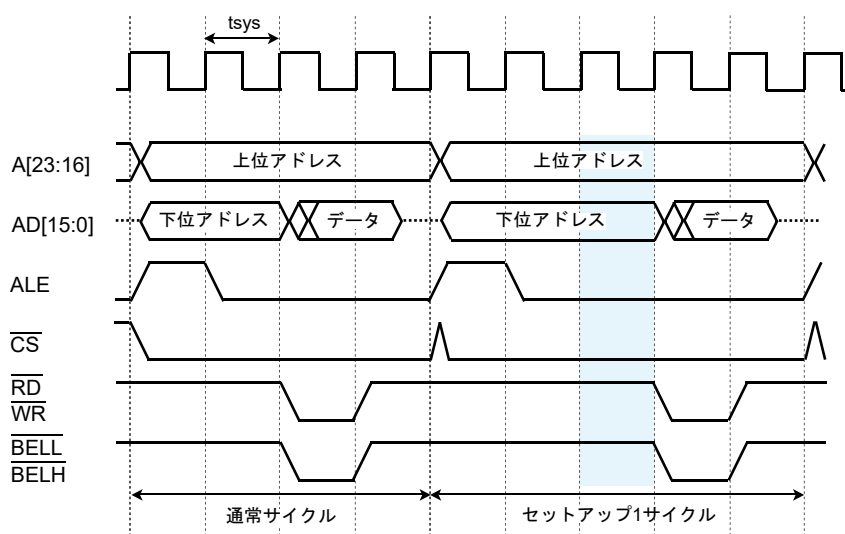 tsys
A[23:16] 上位アドレス 上位アドレス
AD[15:0] 下位アドレス データ 下位アドレス データ
ALE
CS
RD
WR
BELL
BELH
通常サイクル セットアップ1サイクル